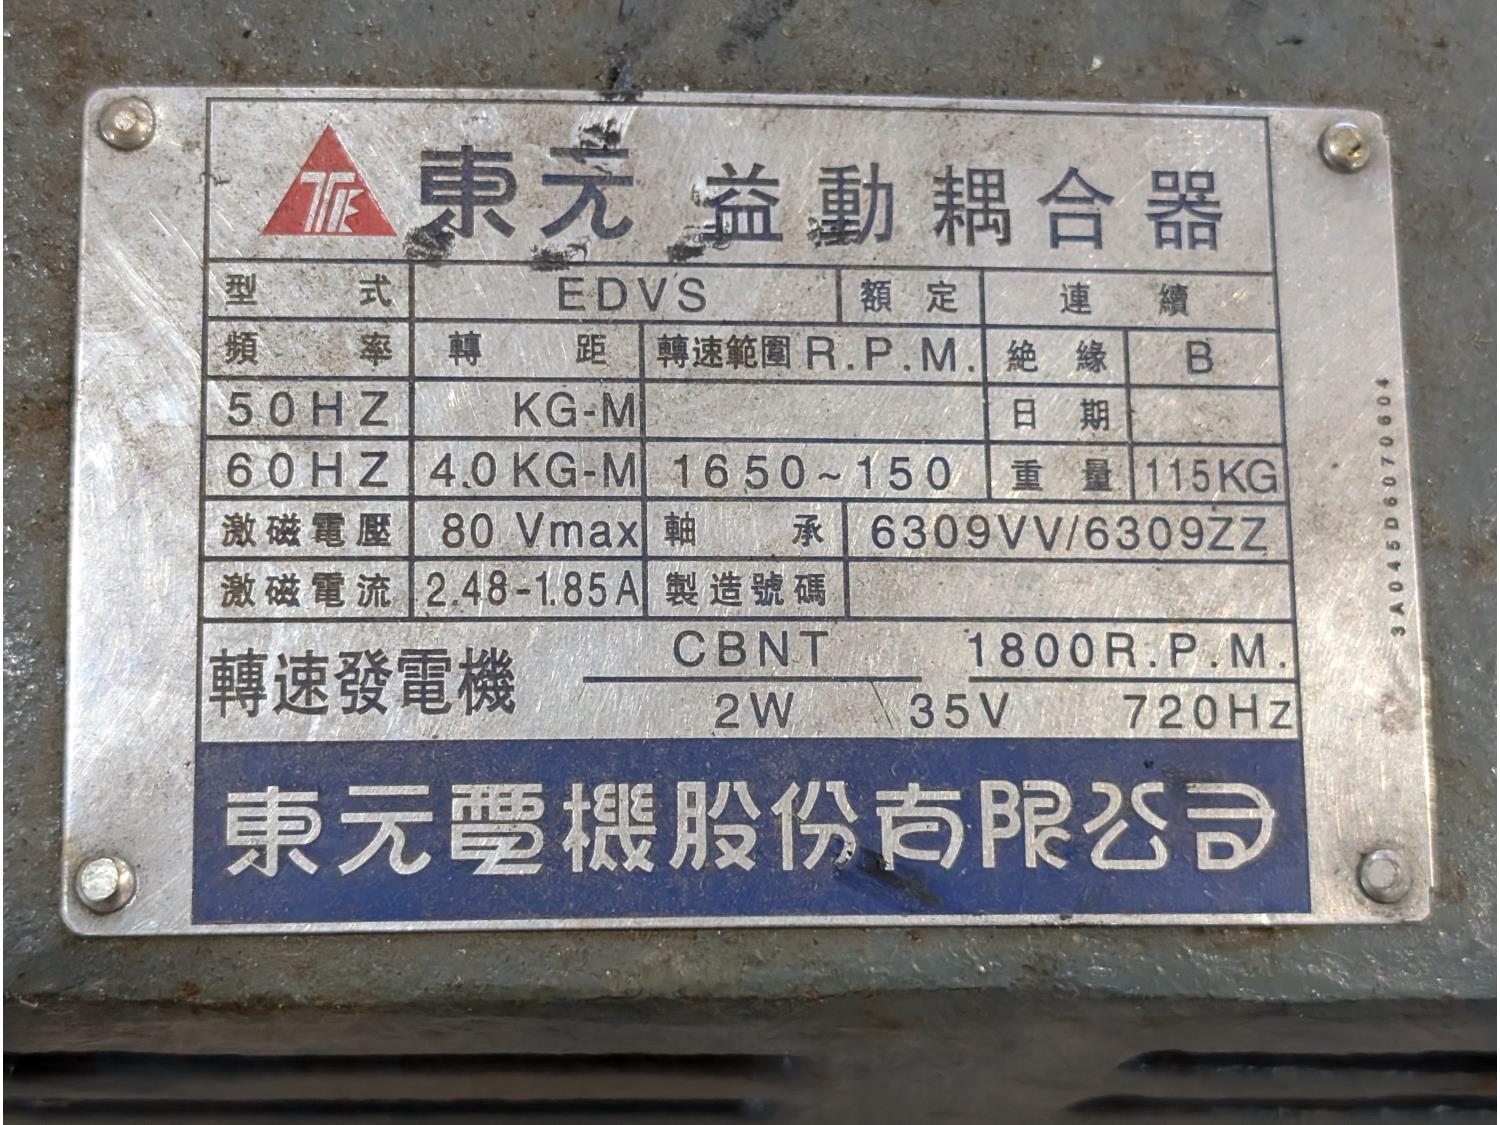 東元 益動耦合器
型式 EDVS 額定 連續
頻率 轉距 轉速範圍 R.P.M. 絕緣 B
50HZ KG-M 日期
60HZ 4.0 KG-M 1650~150 重量 115KG
激磁電壓 80 Vmax 軸承 6309VV/6309ZZ
激磁電流 2.48-1.85A 製造號碼
轉速發電機 CBNT 1800R.P.M.
2W 35V 720Hz
東元電機股份有限公司
3A045D6070604